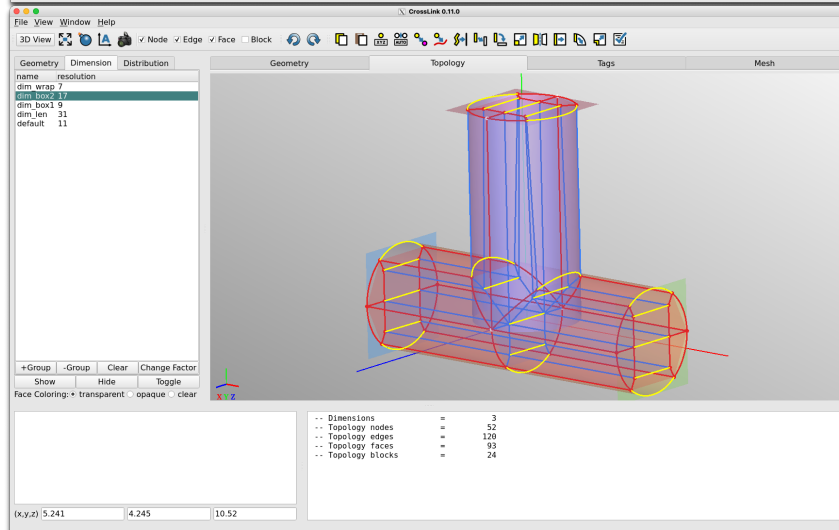 CrossLink 0.11.0
File View Window Help
3D View Node Edge Face Block XYZ AUTO
Geometry Dimension Distribution
Geometry Topology Tags Mesh
name resolution
dim_wrap 7
dim_box2 17
dim_box1 9
dim_len 31
default 11
+Group -Group Clear Change Factor
Show Hide Toggle
Face Coloring: transparent opaque clear
X Y Z
-- Dimensions = 3
-- Topology nodes = 52
-- Topology edges = 120
-- Topology faces = 93
-- Topology blocks = 24
(x,y,z) 5.241 4.245 10.52